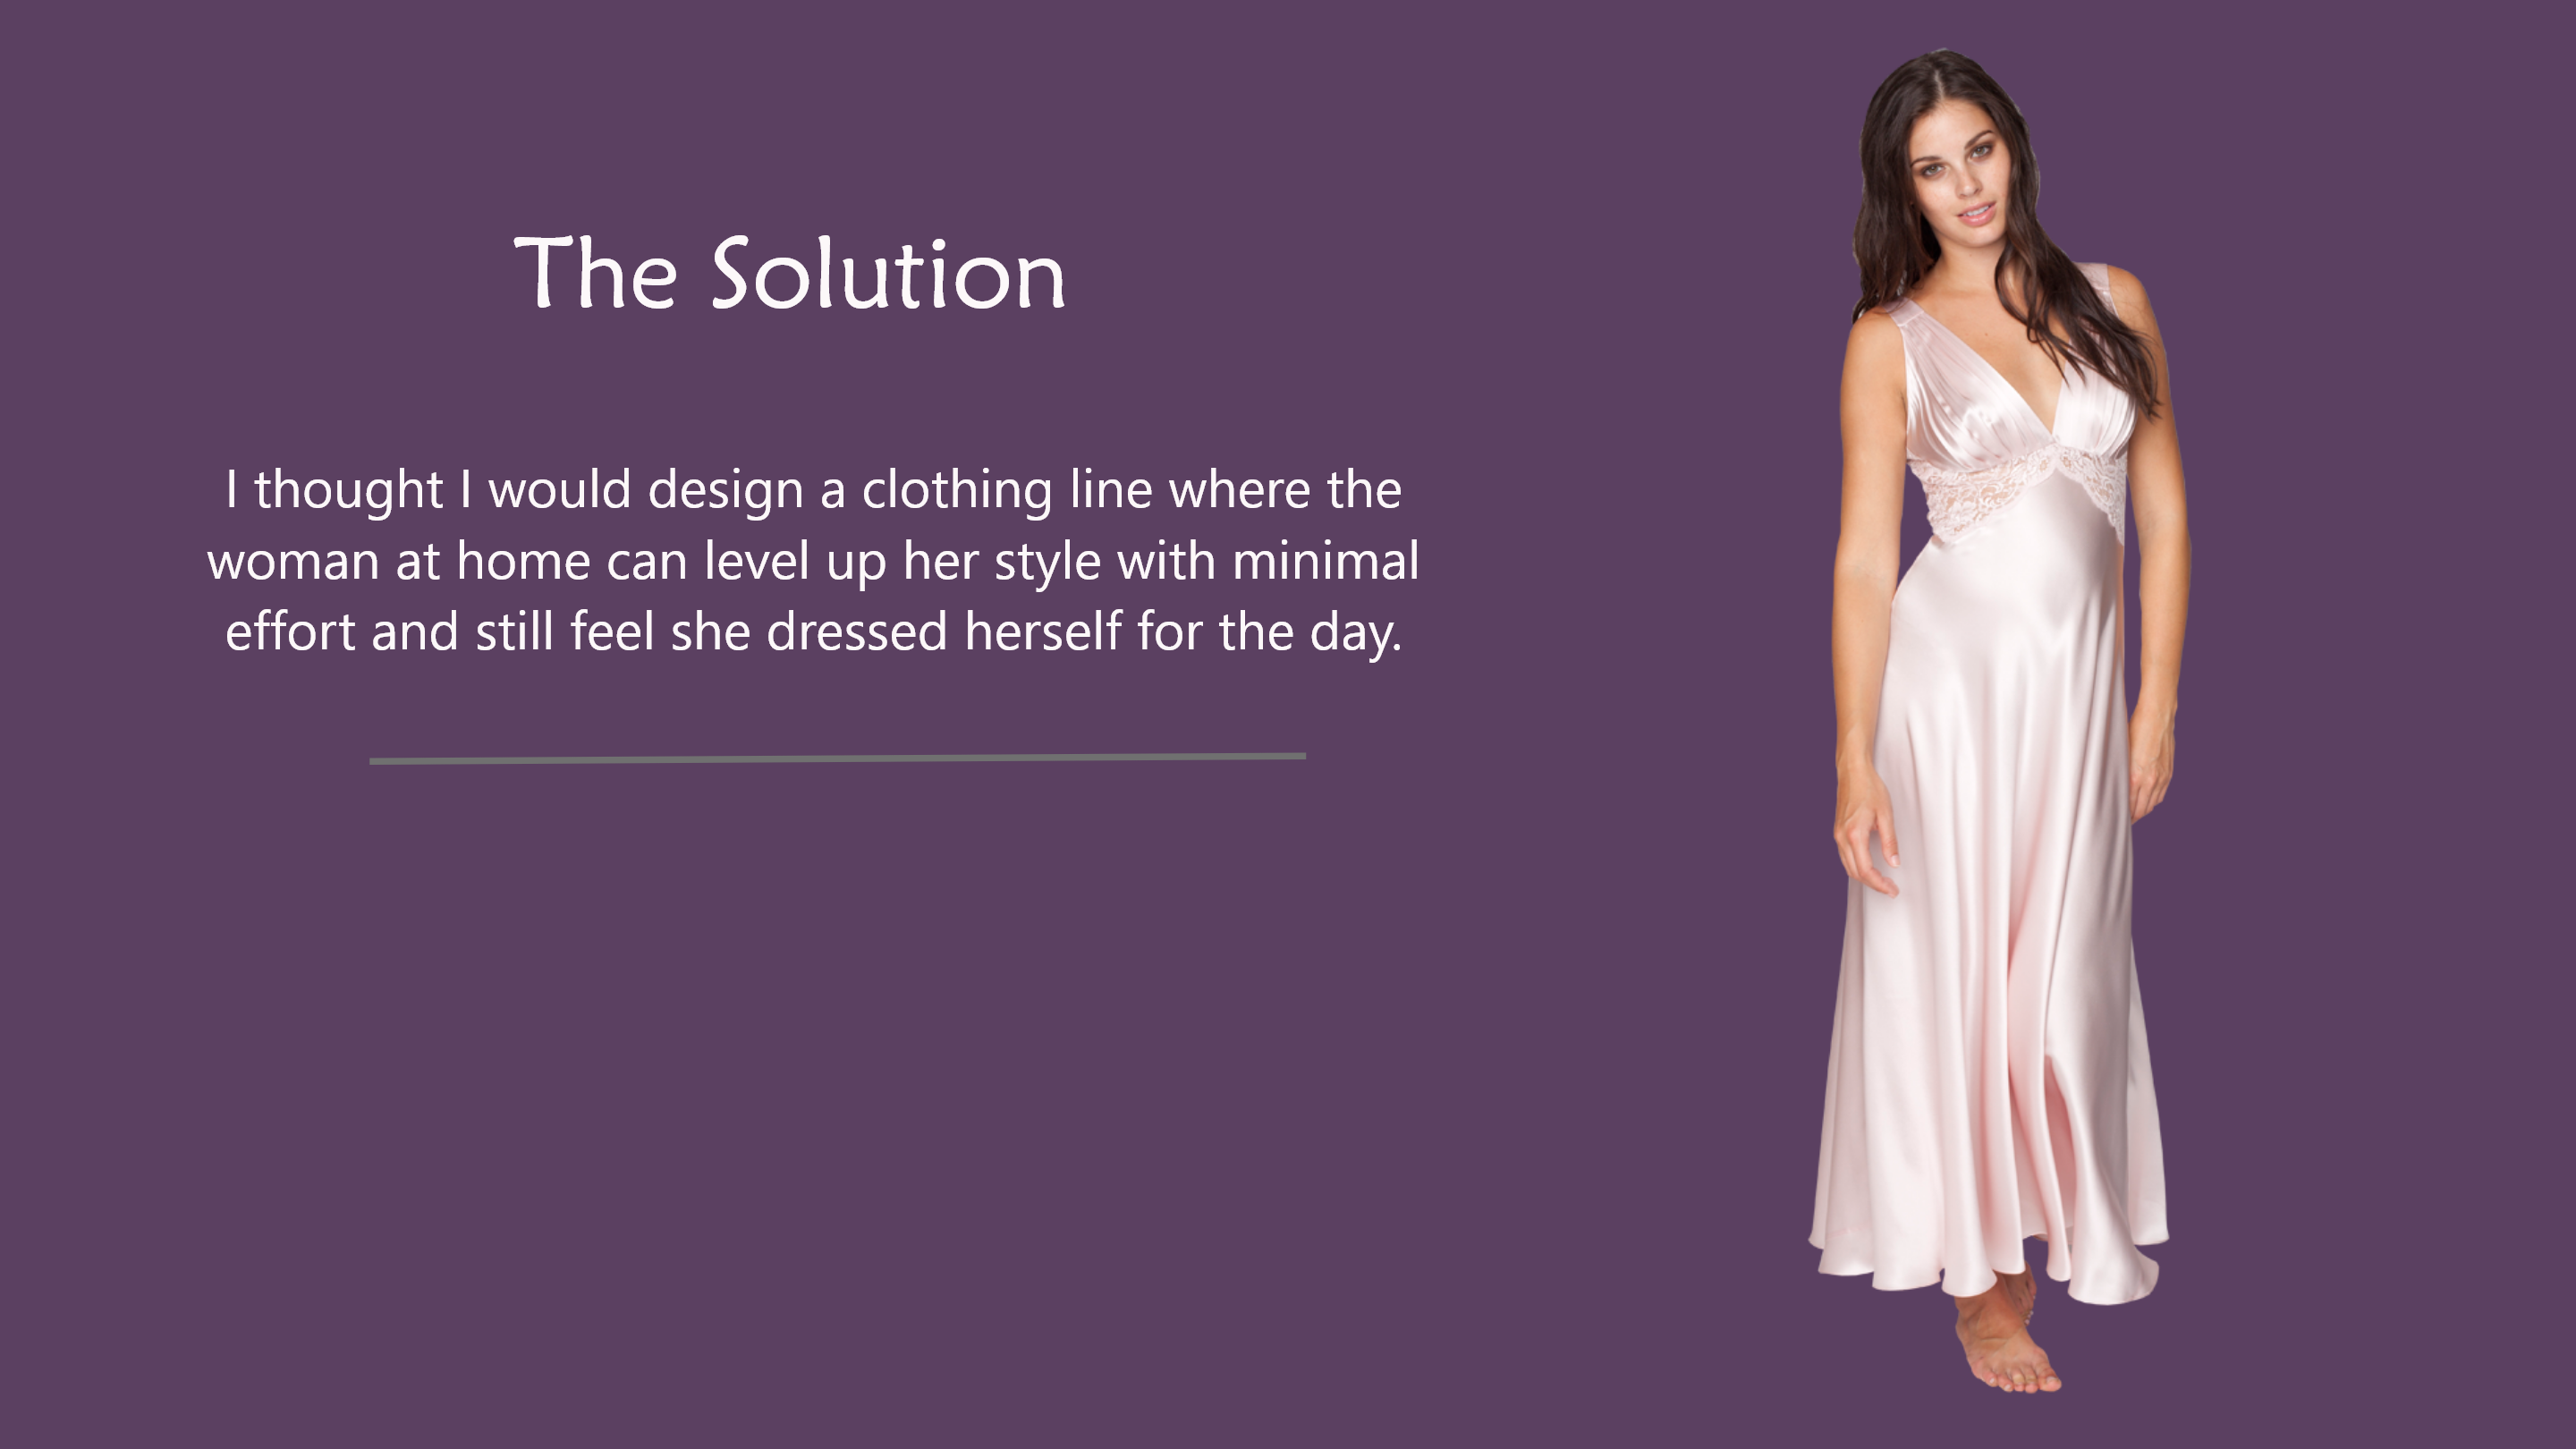 The Solution
I thought I would design a clothing line where the
woman at home can level up her style with minimal
effort and still feel she dressed herself for the day.